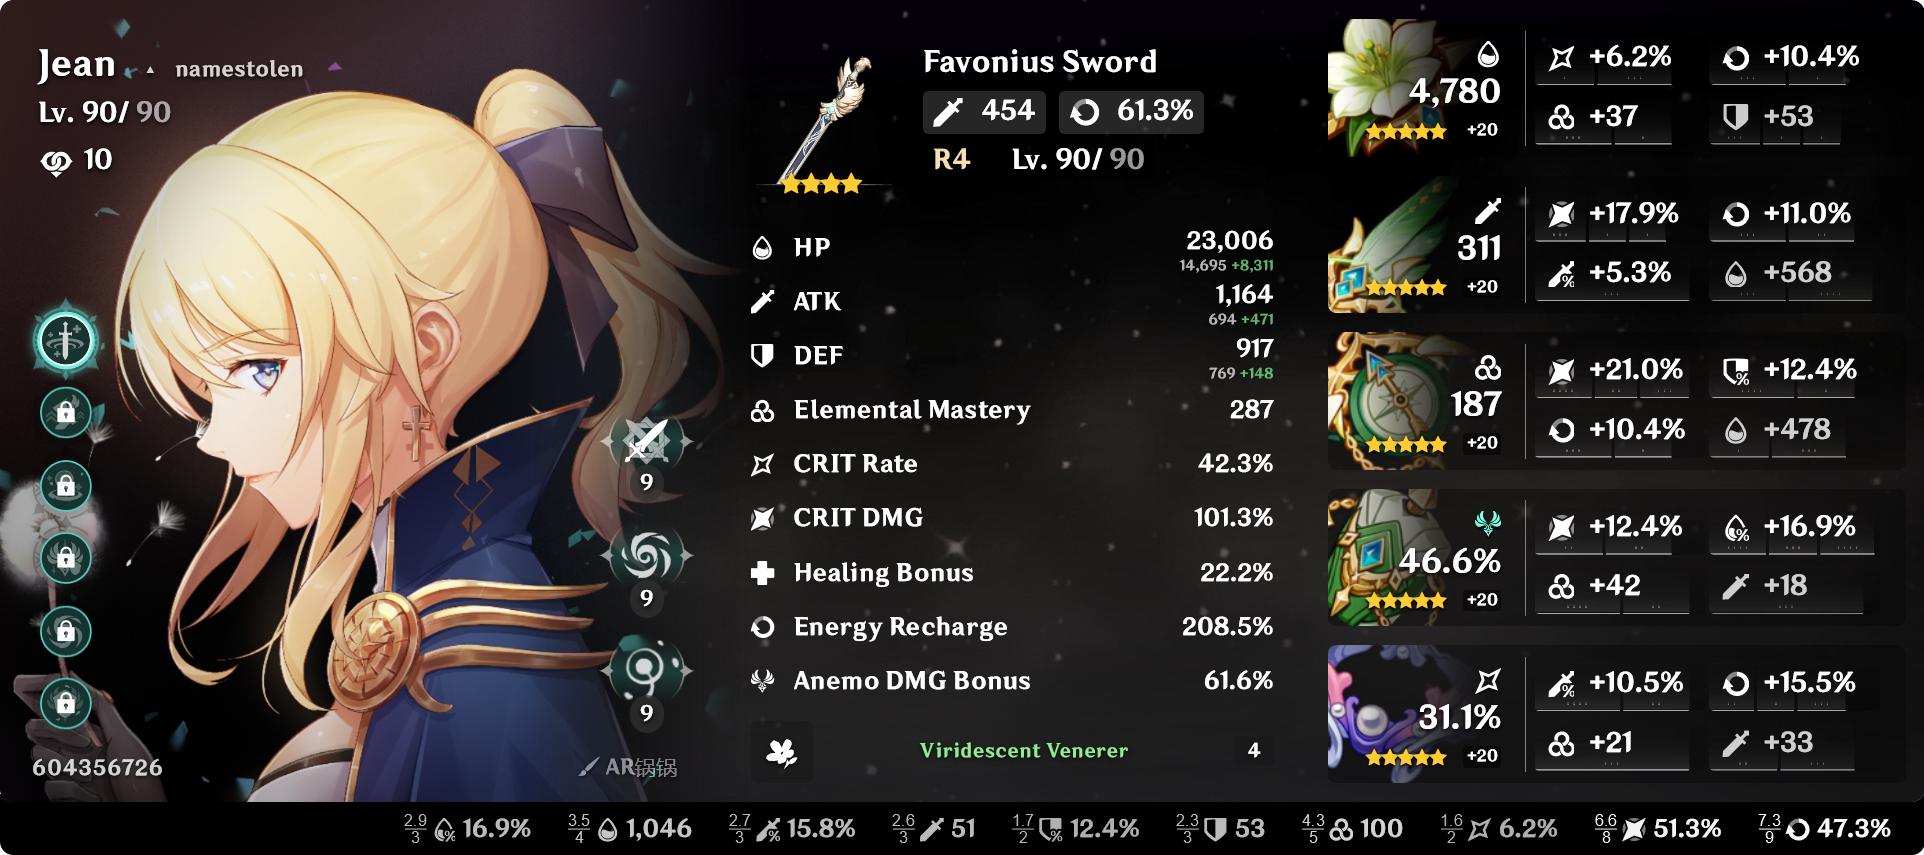 Jean namestolen
Lv. 90/ 90
10
9
9
9
604356726
AR锅锅
Favonius Sword
454 61.3%
R4 Lv. 90/ 90
HP 23,006
14,695 +8,311
ATK 1,164
694 +471
DEF 917
769 +148
Elemental Mastery 287
CRIT Rate 42.3%
CRIT DMG 101.3%
Healing Bonus 22.2%
Energy Recharge 208.5%
Anemo DMG Bonus 61.6%
Viridescent Venerer 4
4,780
+20
+6.2% +10.4%
+37 +53
311
+20
+17.9% +11.0%
+5.3% +568
187
+20
+21.0% +12.4%
+10.4% +478
46.6%
+20
+12.4% +16.9%
+42 +18
31.1%
+20
+10.5% +15.5%
+21 +33
2.9/3 16.9% 3.5/4 1,046 2.7/3 15.8% 2.6/3 51 1.7/2 12.4% 2.3/3 53 4.3/5 100 1.6/2 6.2% 6.6/8 51.3% 7.3/9 47.3%